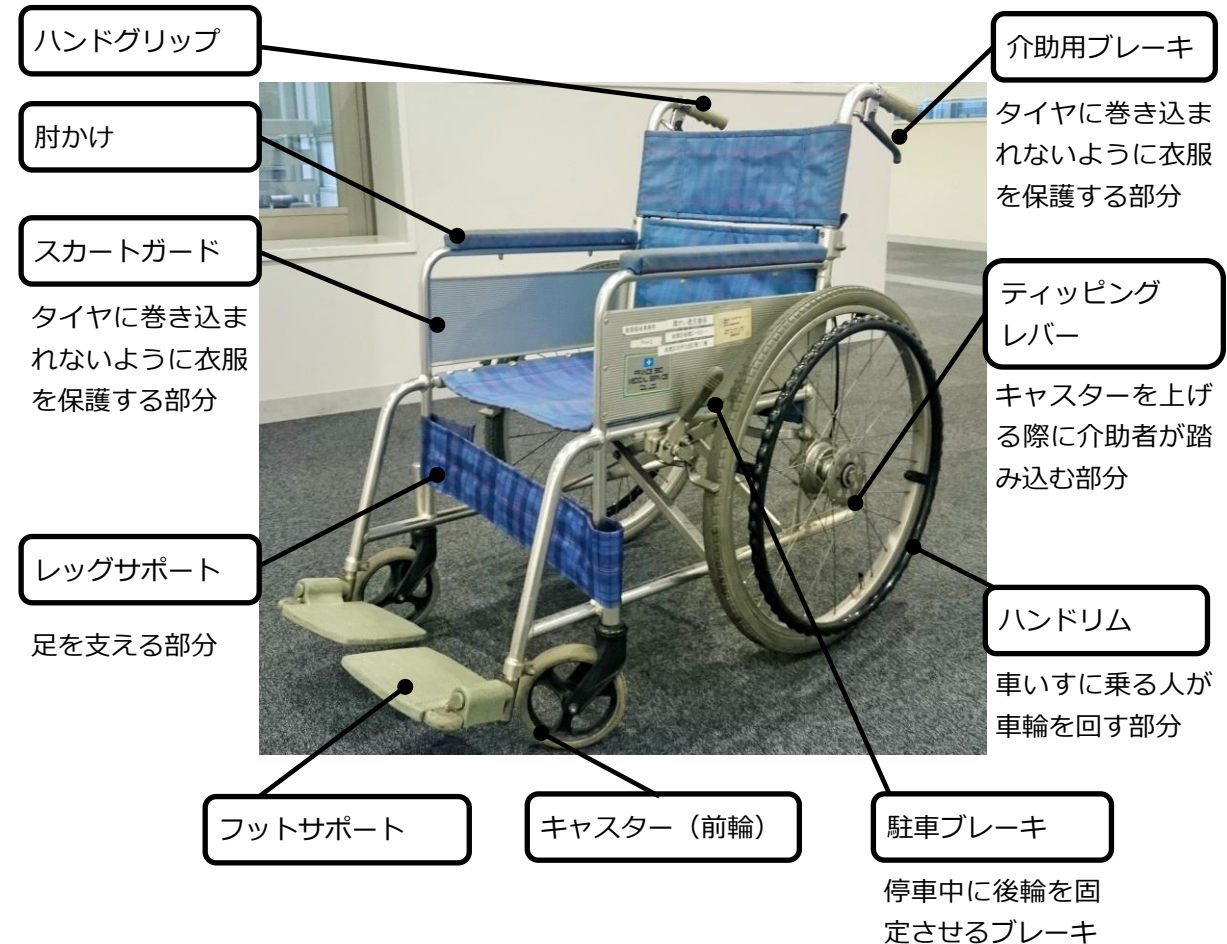 ハンドグリップ
肘かけ
スカートガード
タイヤに巻き込ま
れないように衣服
を保護する部分
レッグサポート
足を支える部分
フットサポート
キャスター（前輪）
駐車ブレーキ
停車中に後輪を固
定させるブレーキ
介助用ブレーキ
タイヤに巻き込ま
れないように衣服
を保護する部分
ティッピング
レバー
キャスターを上げ
る際に介助者が踏
み込む部分
ハンドリム
車いすに乗る人が
車輪を回す部分